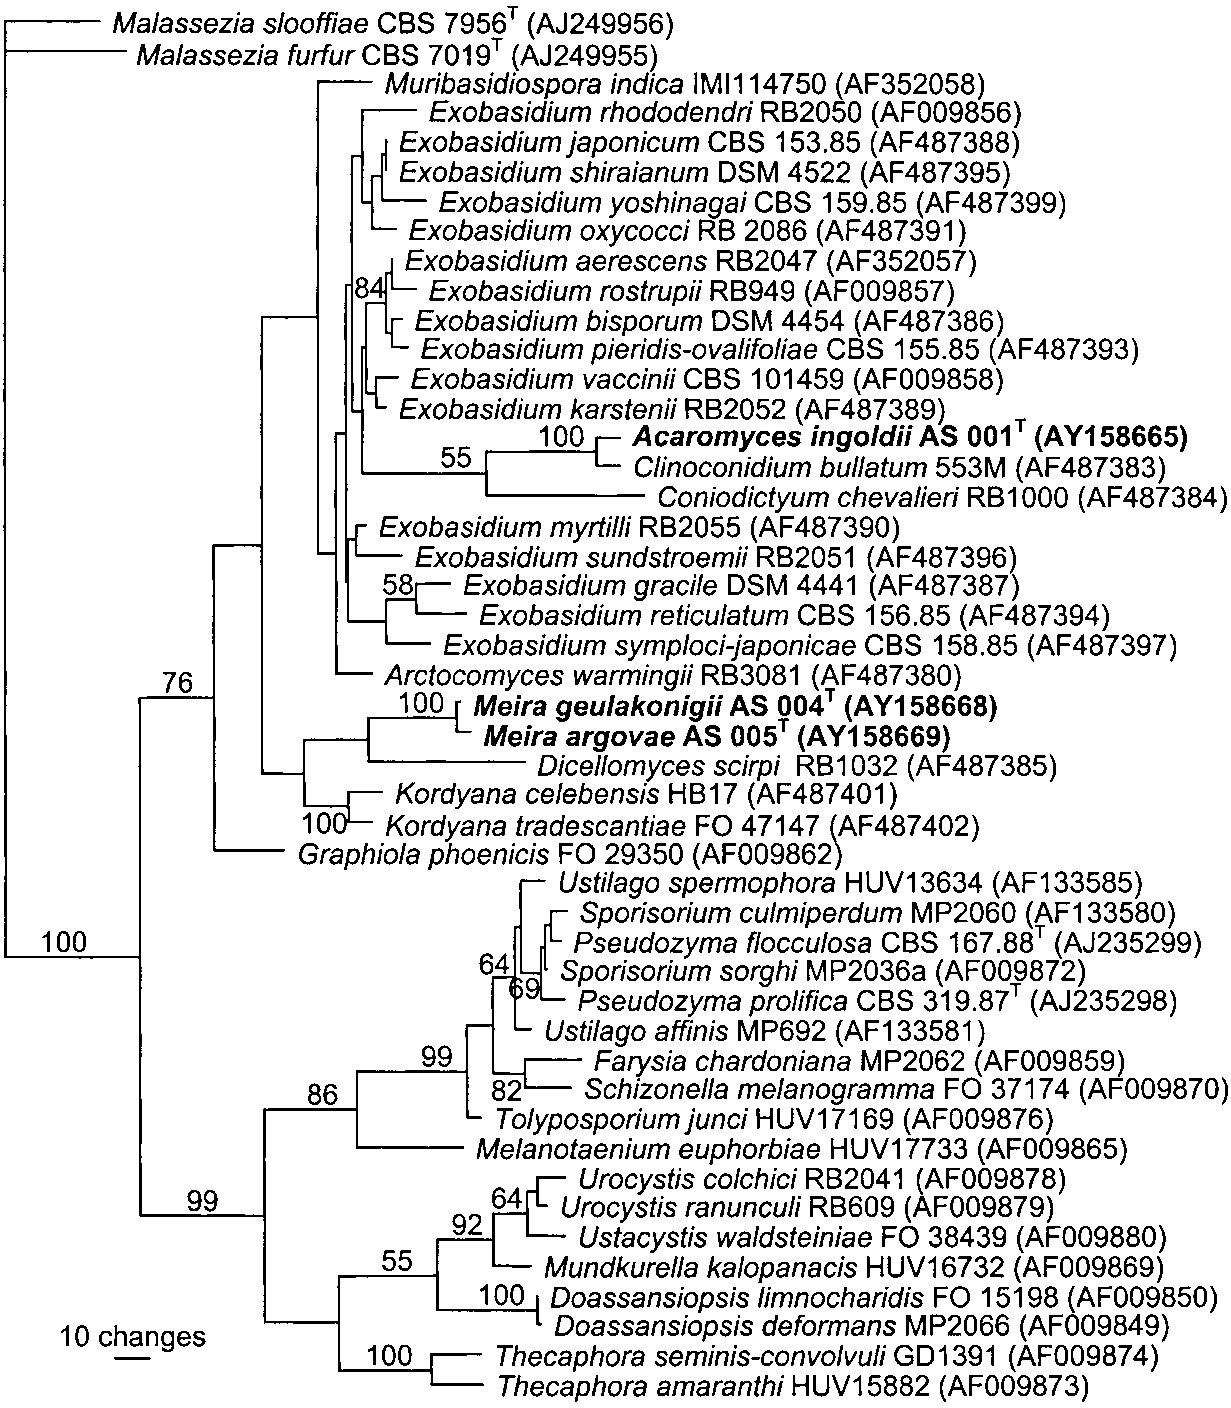 Malassezia slooffiae CBS 7956T (AJ249956)
Malassezia furfur CBS 7019T (AJ249955)
Muribasidiospora indica IMI114750 (AF352058)
Exobasidium rhododendri RB2050 (AF009856)
Exobasidium japonicum CBS 153.85 (AF487388)
Exobasidium shiraianum DSM 4522 (AF487395)
Exobasidium yoshinagai CBS 159.85 (AF487399)
Exobasidium oxycocci RB 2086 (AF487391)
Exobasidium aerescens RB2047 (AF352057)
84
Exobasidium rostrupii RB949 (AF009857)
Exobasidium bisporum DSM 4454 (AF487386)
Exobasidium pieridis-ovalifoliae CBS 155.85 (AF487393)
Exobasidium vaccinii CBS 101459 (AF009858)
Exobasidium karstenii RB2052 (AF487389)
100 Acaromyces ingoldii AS 001T (AY158665)
55 Clinoconidium bullatum 553M (AF487383)
Coniodictyum chevalieri RB1000 (AF487384)
Exobasidium myrtilli RB2055 (AF487390)
Exobasidium sundstroemii RB2051 (AF487396)
58 Exobasidium gracile DSM 4441 (AF487387)
Exobasidium reticulatum CBS 156.85 (AF487394)
Exobasidium symploci-japonicae CBS 158.85 (AF487397)
Arctocomyces warmingii RB3081 (AF487380)
76
100 Meira geulakonigii AS 004T (AY158668)
Meira argovae AS 005T (AY158669)
Dicellomyces scirpi RB1032 (AF487385)
Kordyana celebensis HB17 (AF487401)
100 Kordyana tradescantiae FO 47147 (AF487402)
Graphiola phoenicis FO 29350 (AF009862)
Ustilago spermophora HUV13634 (AF133585)
Sporisorium culmiperdum MP2060 (AF133580)
100 Pseudozyma flocculosa CBS 167.88T (AJ235299)
64 Sporisorium sorghi MP2036a (AF009872)
69 Pseudozyma prolifica CBS 319.87T (AJ235298)
Ustilago affinis MP692 (AF133581)
99 Farysia chardoniana MP2062 (AF009859)
82 Schizonella melanogramma FO 37174 (AF009870)
86 Tolyposporium junci HUV17169 (AF009876)
Melanotaenium euphorbiae HUV17733 (AF009865)
Urocystis colchici RB2041 (AF009878)
99 64 Urocystis ranunculi RB609 (AF009879)
92 Ustacystis waldsteiniae FO 38439 (AF009880)
55 Mundkurella kalopanacis HUV16732 (AF009869)
100 Doassansiopsis limnocharidis FO 15198 (AF009850)
Doassansiopsis deformans MP2066 (AF009849)
10 changes
100 Thecaphora seminis-convolvuli GD1391 (AF009874)
Thecaphora amaranthi HUV15882 (AF009873)